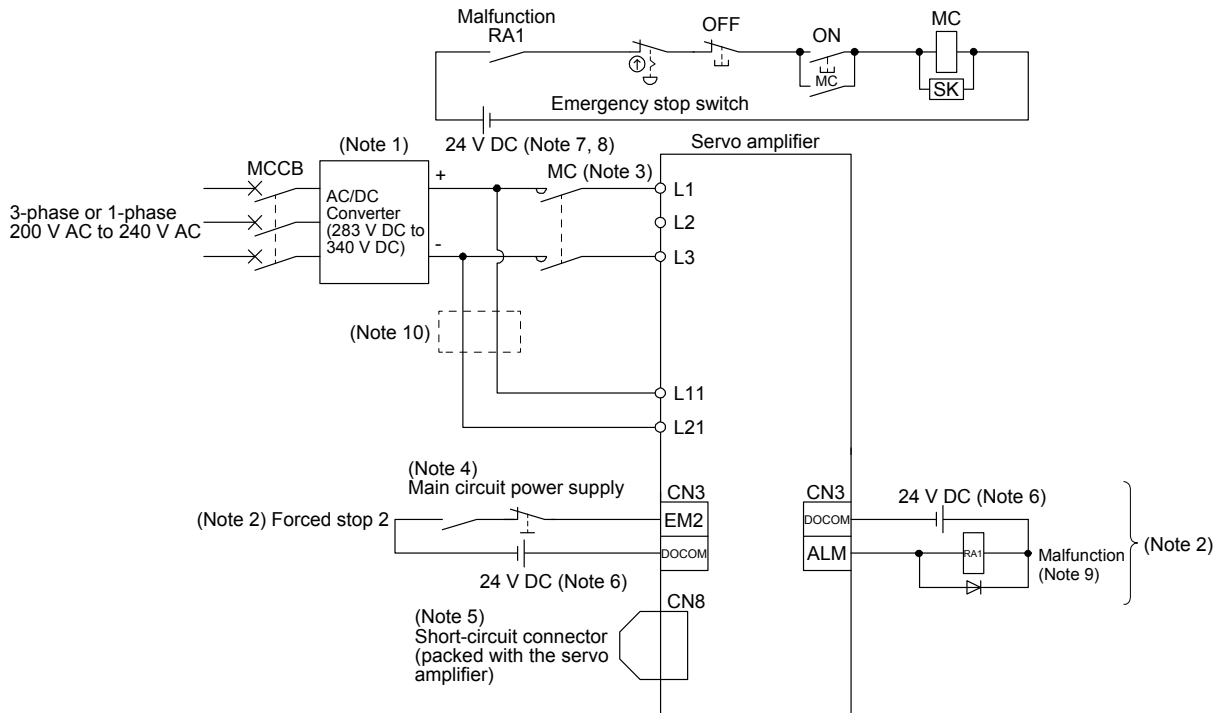 Malfunction
RA1
OFF
ON
MC
MC
SK
Emergency stop switch
24 V DC (Note 7, 8)
Servo amplifier
(Note 1)
MCCB
MC (Note 3)
+
L1
3-phase or 1-phase
200 V AC to 240 V AC
AC/DC
Converter
(283 V DC to
340 V DC)
L2
-
L3
(Note 10)
L11
L21
(Note 4)
Main circuit power supply
CN3
CN3
24 V DC (Note 6)
(Note 2) Forced stop 2
EM2
DOCOM
(Note 2)
DOCOM
ALM
RA1
Malfunction
(Note 9)
24 V DC (Note 6)
CN8
(Note 5)
Short-circuit connector
(packed with the servo
amplifier)